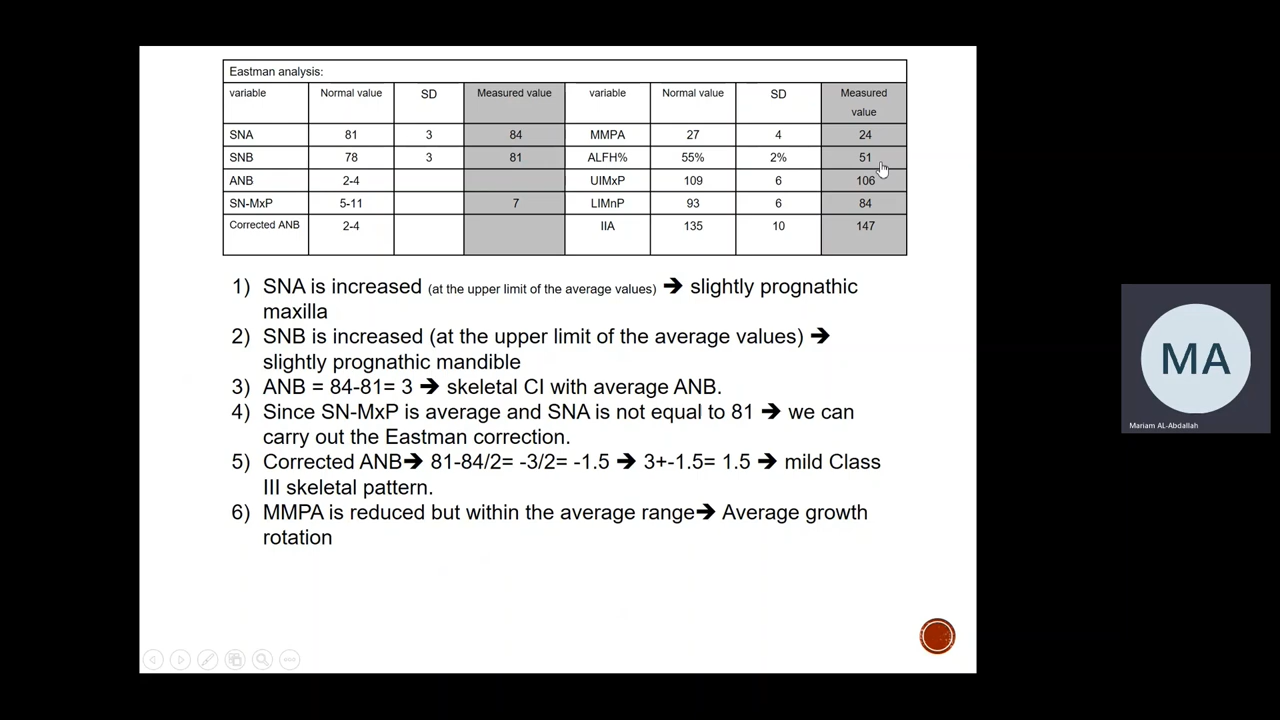 Eastman analysis:
variable Normal value SD Measured value variable Normal value SD Measured value
SNA 81 3 84 MMPA 27 4 24
SNB 78 3 81 ALFH% 55% 2% 51
ANB 2-4 UIMxP 109 6 106
SN-MxP 5-11 7 LIMnP 93 6 84
Corrected ANB 2-4 IIA 135 10 147
1) SNA is increased (at the upper limit of the average values) 🡪 slightly prognathic
maxilla
2) SNB is increased (at the upper limit of the average values) 🡪
slightly prognathic mandible
3) ANB = 84-81= 3 🡪 skeletal CI with average ANB.
4) Since SN-MxP is average and SNA is not equal to 81 🡪 we can
carry out the Eastman correction.
5) Corrected ANB🡪 81-84/2= -3/2= -1.5 🡪 3+-1.5= 1.5 🡪 mild Class
III skeletal pattern.
6) MMPA is reduced but within the average range🡪 Average growth
rotation
MA
Mariam AL-Abdallah